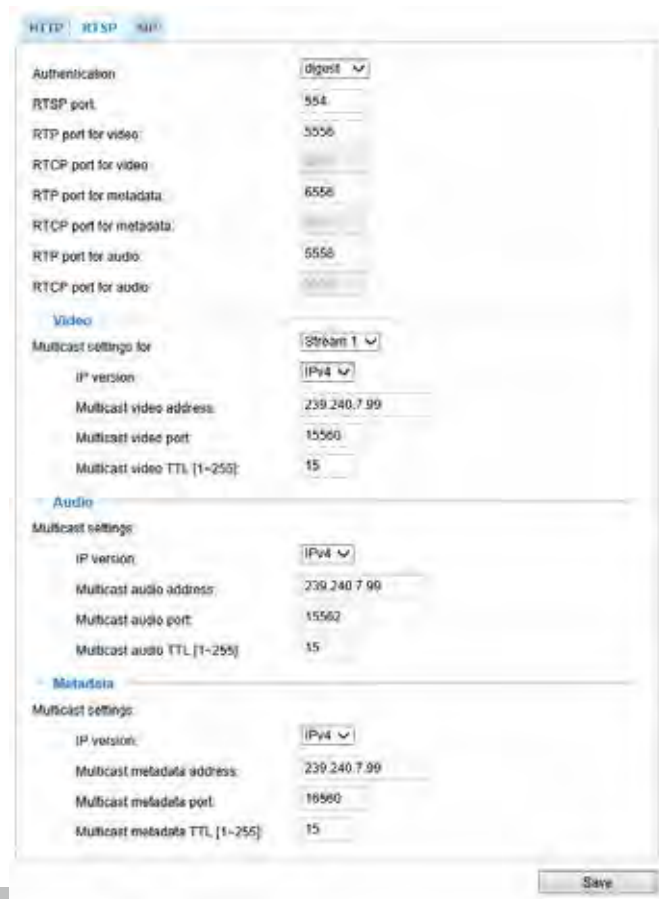 HTTP RTSP SIP
Authentication digest
RTSP port: 554
RTP port for video: 5556
RTCP port for video
RTP port for metadata: 6556
RTCP port for metadata:
RTP port for audio: 5558
RTCP port for audio
Video
Multicast settings for Stream 1
IP version IPv4
Multicast video address: 239.240.7.99
Multicast video port: 15560
Multicast video TTL [1~255]: 15
Audio
Multicast settings
IP version: IPv4
Multicast audio address: 239.240.7.99
Multicast audio port: 15562
Multicast audio TTL [1~255] 15
Metadata
Multicast settings
IP version: IPv4
Multicast metadata address: 239.240.7.99
Multicast metadata port: 16560
Multicast metadata TTL [1~255]: 15
Save